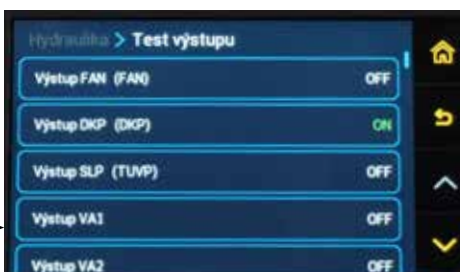 Hydraulika > Test výstupu
Výstup FAN (FAN) OFF
Výstup DKP (DKP) ON
Výstup SLP (TUVP) OFF
Výstup VA1 OFF
Výstup VA2 OFF